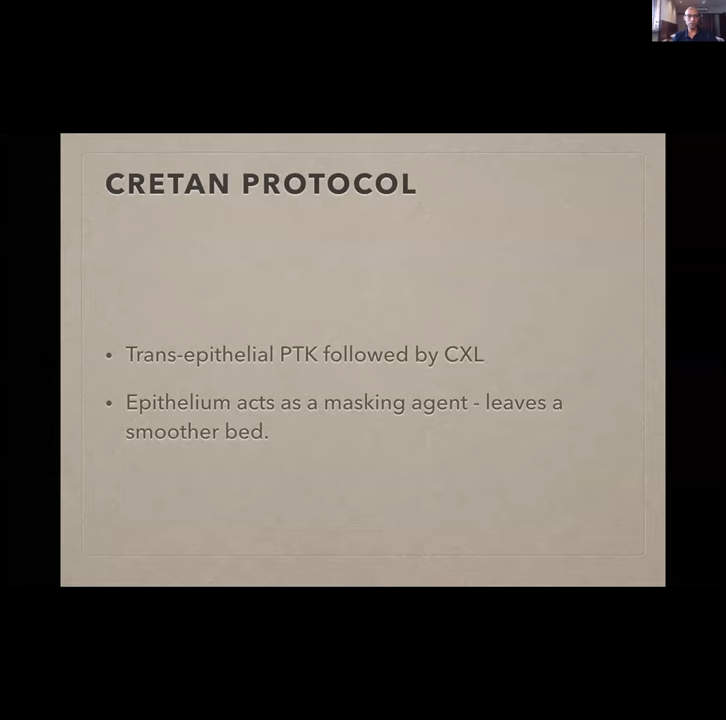 CRETAN PROTOCOL
• Trans-epithelial PTK followed by CXL
• Epithelium acts as a masking agent - leaves a
smoother bed.